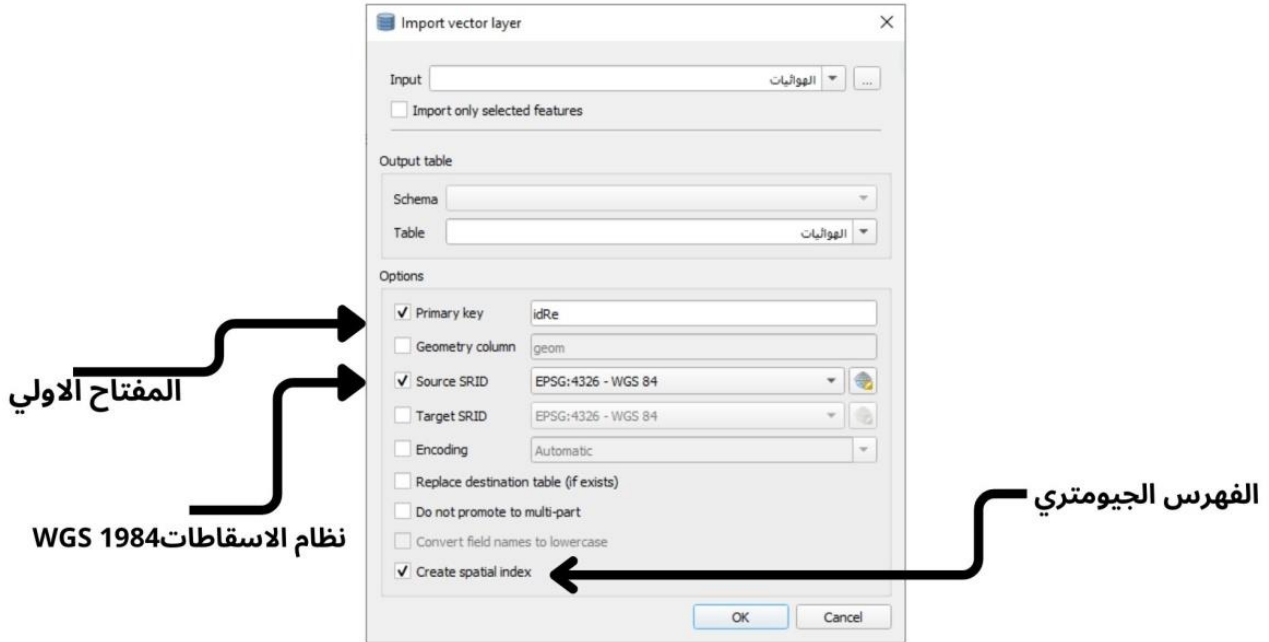 Import vector layer
Input الهوائيات ...
Import only selected features
Output table
Schema
Table الهوائيات
Options
Primary key idRe
Geometry column geom
Source SRID EPSG:4326 - WGS 84
Target SRID EPSG:4326 - WGS 84
Encoding Automatic
Replace destination table (if exists)
Do not promote to multi-part
Convert field names to lowercase
Create spatial index
OK Cancel
المفتاح الاولي
نظام الاسقاطات WGS 1984
الفهرس الجيومتري